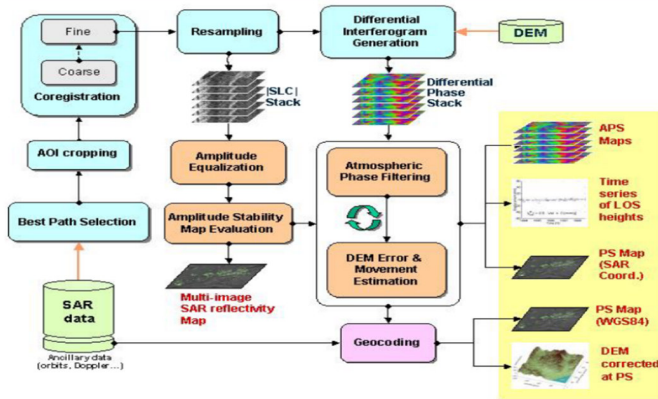 Fine
Coarse
Coregistration
Resampling
Differential
Interferogram
Generation
DEM
|SLC|
Stack
Differential
Phase
Stack
AOI cropping
Best Path Selection
SAR
data
Ancillary data
(orbits, Doppler...)
Amplitude
Equalization
Amplitude Stability
Map Evaluation
Multi-image
SAR reflectivity
Map
Atmospheric
Phase Filtering
DEM Error &
Movement
Estimation
Geocoding
APS
Maps
Time
series
of LOS
heights
PS Map
(SAR
Coord.)
PS Map
(WGS84)
DEM
corrected
at PS